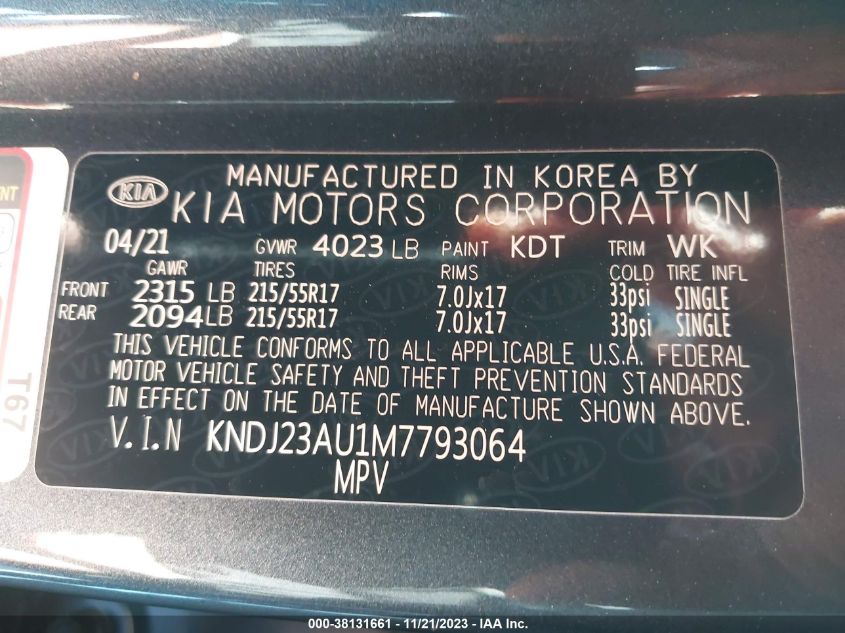 MANUFACTURED IN KOREA BY
KIA KIA MOTORS CORPORATION
04/21 GVWR 4023 LB PAINT KDT TRIM WK
GAWR TIRES RIMS COLD TIRE INFL
FRONT 2315 LB 215/55R17 7.0Jx17 33psi SINGLE
REAR 2094 LB 215/55R17 7.0Jx17 33psi SINGLE
THIS VEHICLE CONFORMS TO ALL APPLICABLE U.S.A. FEDERAL
MOTOR VEHICLE SAFETY AND THEFT PREVENTION STANDARDS
IN EFFECT ON THE DATE OF MANUFACTURE SHOWN ABOVE.
V.I.N KNDJ23AU1M7793064
MPV
T67
000-38131661 - 11/21/2023 - IAAI.com